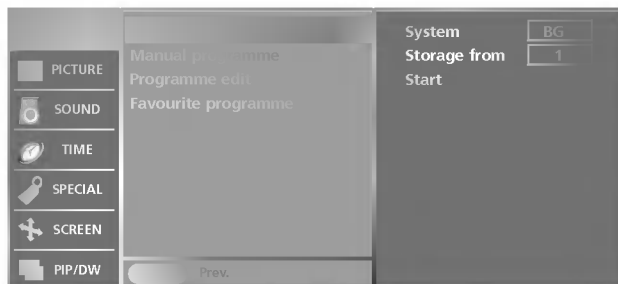 PICTURE
SOUND
TIME
SPECIAL
SCREEN
PIP/DW
Manual programme
Programme edit
Favourite programme
Prev.
System BG
Storage from 1
Start